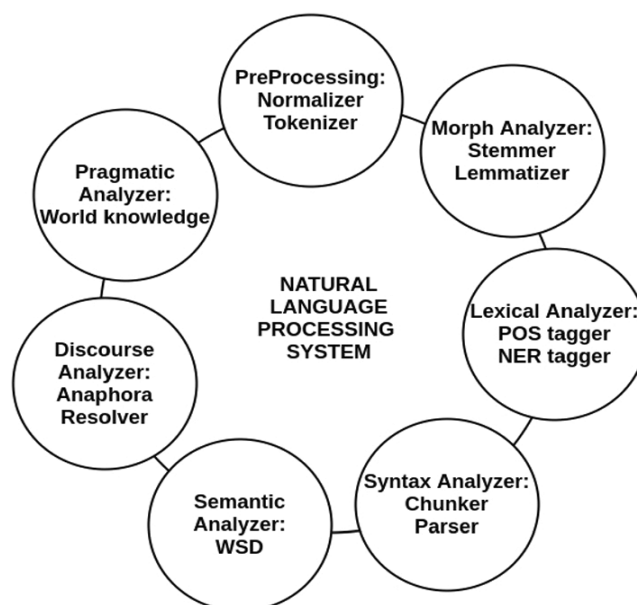 PreProcessing:
Normalizer
Tokenizer
Morph Analyzer:
Stemmer
Lemmatizer
Lexical Analyzer:
POS tagger
NER tagger
Syntax Analyzer:
Chunker
Parser
Semantic
Analyzer:
WSD
Discourse
Analyzer:
Anaphora
Resolver
Pragmatic
Analyzer:
World knowledge
NATURAL
LANGUAGE
PROCESSING
SYSTEM